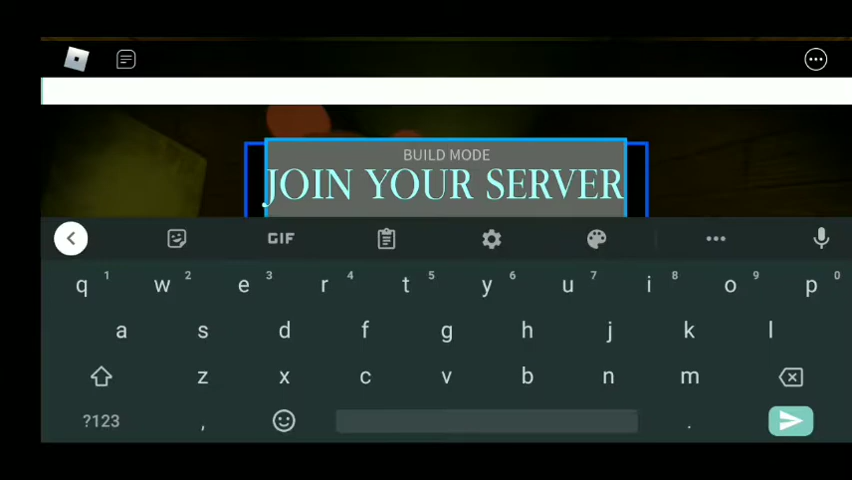 BUILD MODE
JOIN YOUR SERVER
GIF
q 1 w 2 e 3 r 4 t 5 y 6 u 7 i 8 o 9 p 0
a s d f g h j k l
z x c v b n m
?123 , .